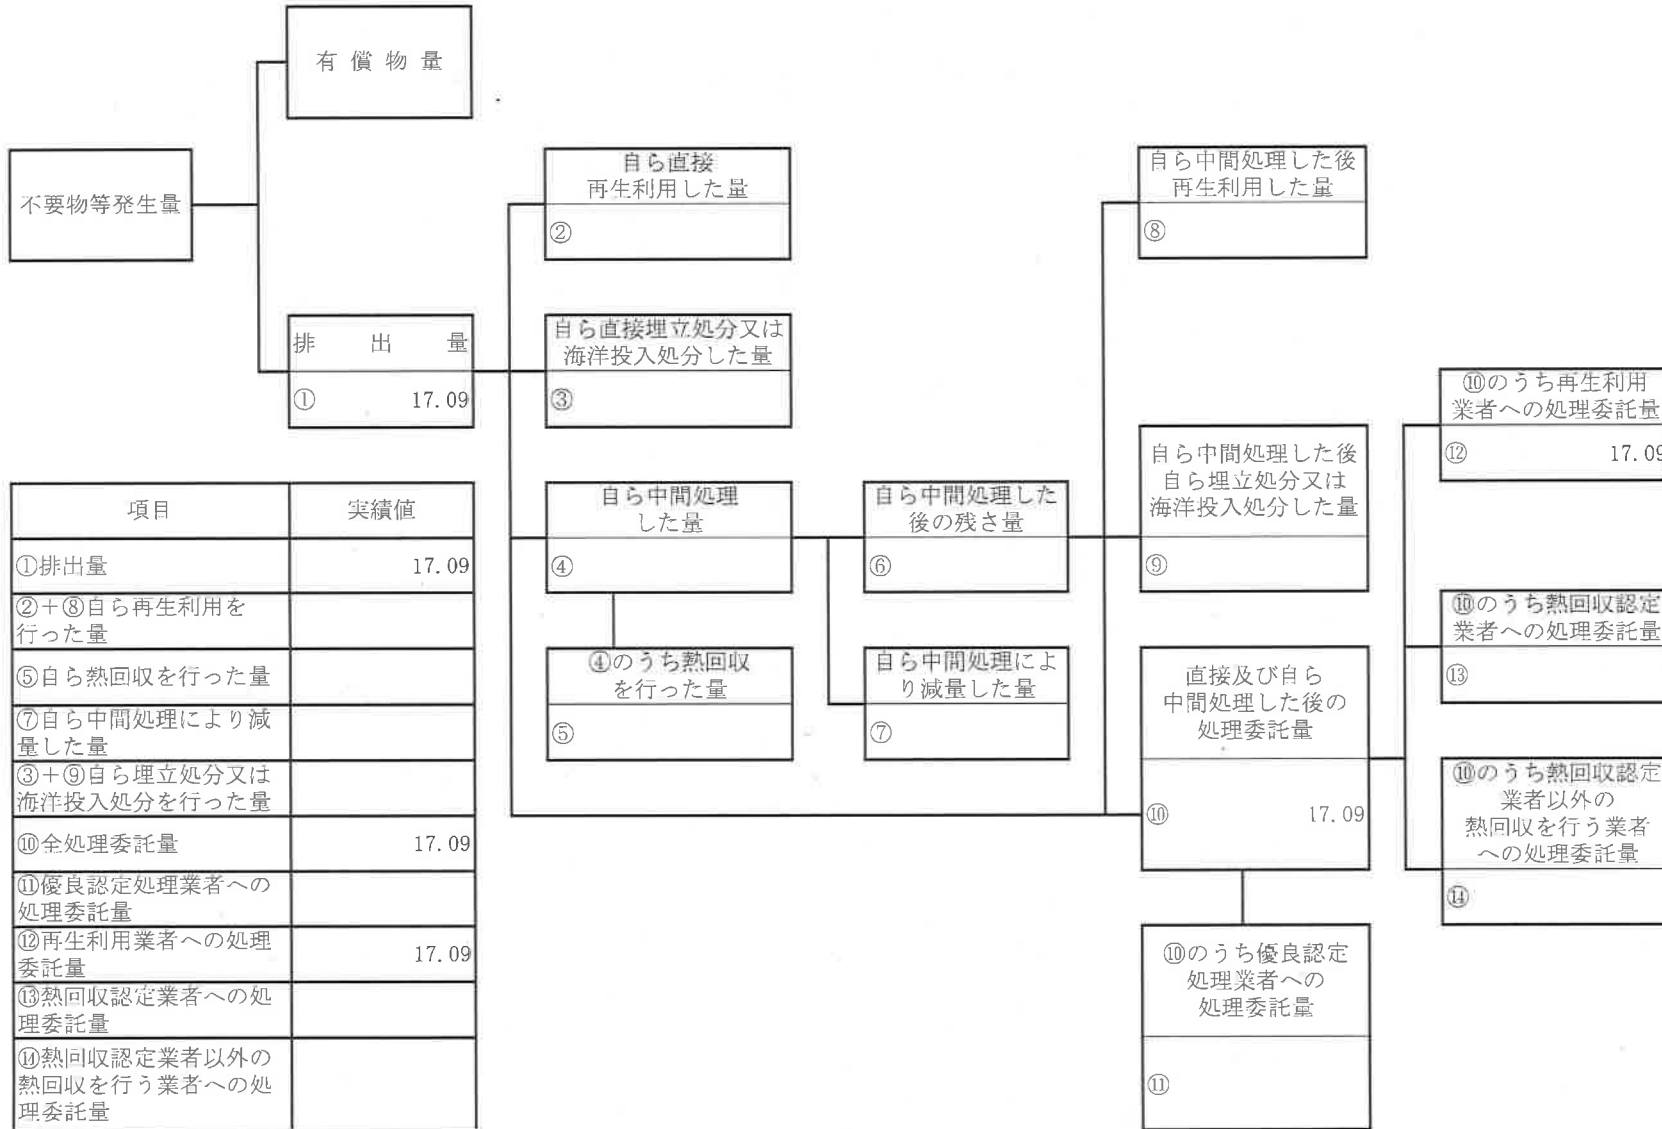 有 償 物 量
不要物等発生量
排 出 量
① 17.09
自ら直接
再生利用した量
②
自ら直接埋立処分又は
海洋投入処分した量
③
自ら中間処理
した量
④
④のうち熱回収
を行った量
⑤
自ら中間処理した
後の残さ量
⑥
自ら中間処理によ
り減量した量
⑦
自ら中間処理した後
再生利用した量
⑧
自ら中間処理した後
自ら埋立処分又は
海洋投入処分した量
⑨
直接及び自ら
中間処理した後の
処理委託量
⑩ 17.09
⑩のうち優良認定
処理業者への
処理委託量
⑪
⑩のうち再生利用
業者への処理委託量
⑫ 17.09
⑩のうち熱回収認定
業者への処理委託量
⑬
⑩のうち熱回収認定
業者以外の
熱回収を行う業者
への処理委託量
⑭
項目 実績値
①排出量 17.09
②+⑧自ら再生利用を
行った量
⑤自ら熱回収を行った量
⑦自ら中間処理により減
量した量
③+⑨自ら埋立処分又は
海洋投入処分を行った量
⑩全処理委託量 17.09
⑪優良認定処理業者への
処理委託量
⑫再生利用業者への処理
委託量 17.09
⑬熱回収認定業者への処
理委託量
⑭熱回収認定業者以外の
熱回収を行う業者への処
理委託量